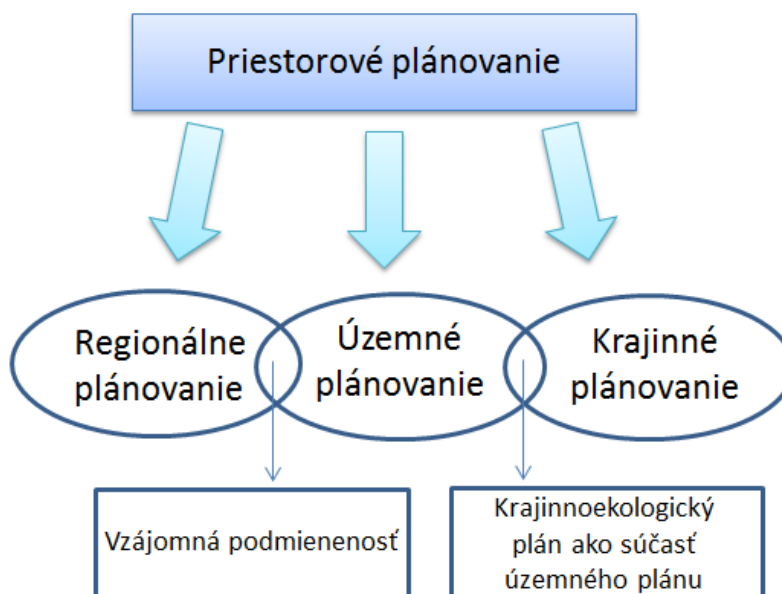 Priestorové plánovanie
Regionálne
plánovanie
Územné
plánovanie
Krajinné
plánovanie
Vzájomná podmienenosť
Krajinnoekologický
plán ako súčasť
územného plánu